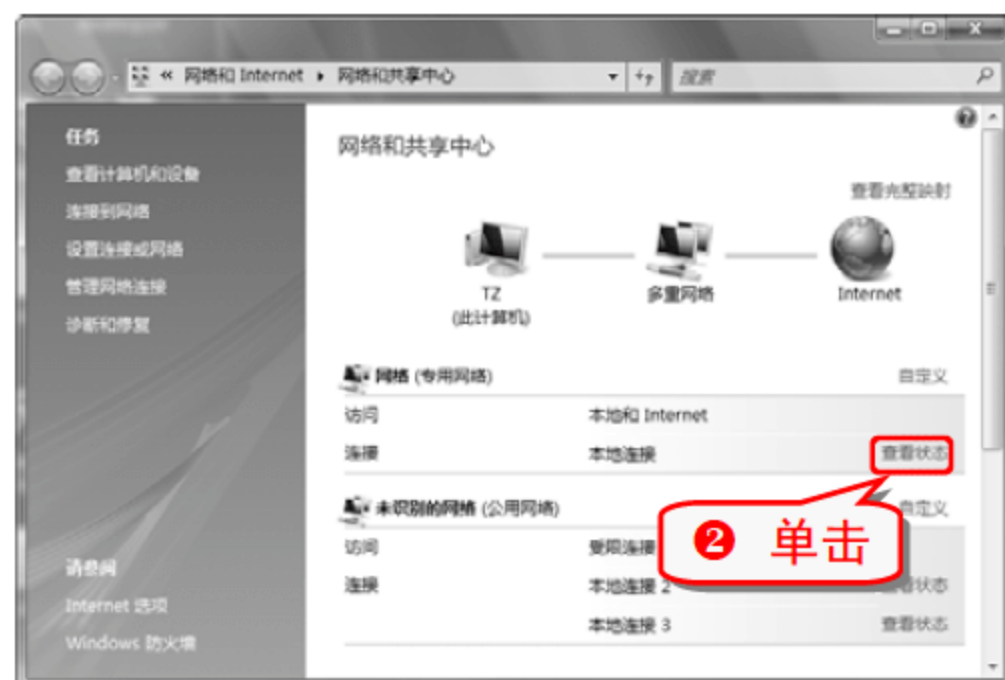 « 网络和 Internet ▸ 网络和共享中心
搜索
任务
查看计算机和设备
连接到网络
设置连接或网络
管理网络连接
诊断和修复
请参阅
Internet 选项
Windows 防火墙
网络和共享中心
查看完整映射
TZ
(此计算机)
多重网络
Internet
网络 (专用网络) 自定义
访问 本地和 Internet
连接 本地连接 查看状态
未识别的网络 (公用网络) 自定义
访问 受限连接
连接 本地连接 2 查看状态
本地连接 3 查看状态
❷ 单击